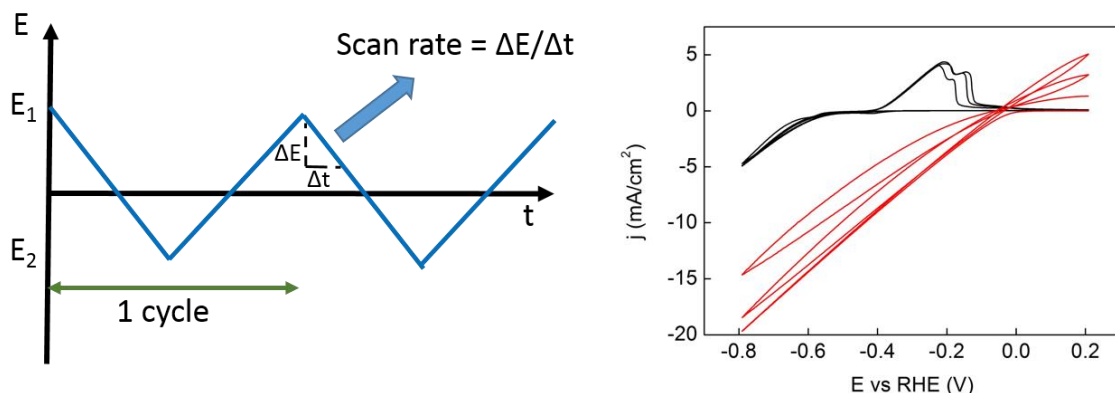 E
Scan rate = ΔE/Δt
E₁
ΔE
Δt
t
E₂
1 cycle
5
0
-5
-10
-15
-20
j (mA/cm²)
-0.8 -0.6 -0.4 -0.2 0.0 0.2
E vs RHE (V)